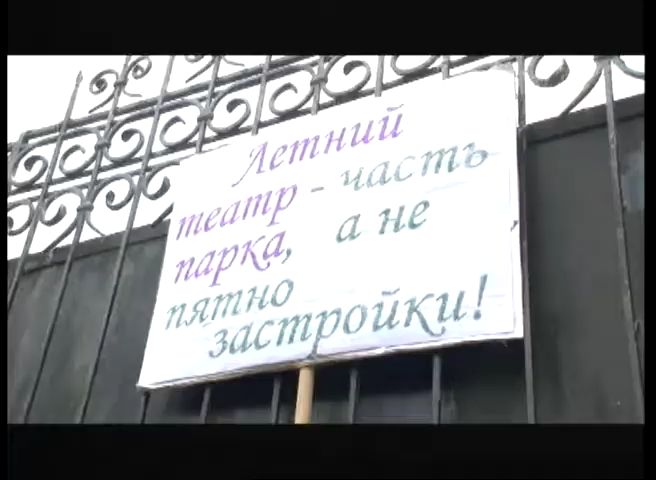 Летний
театр - часть
парка, а не
пятно
застройки!